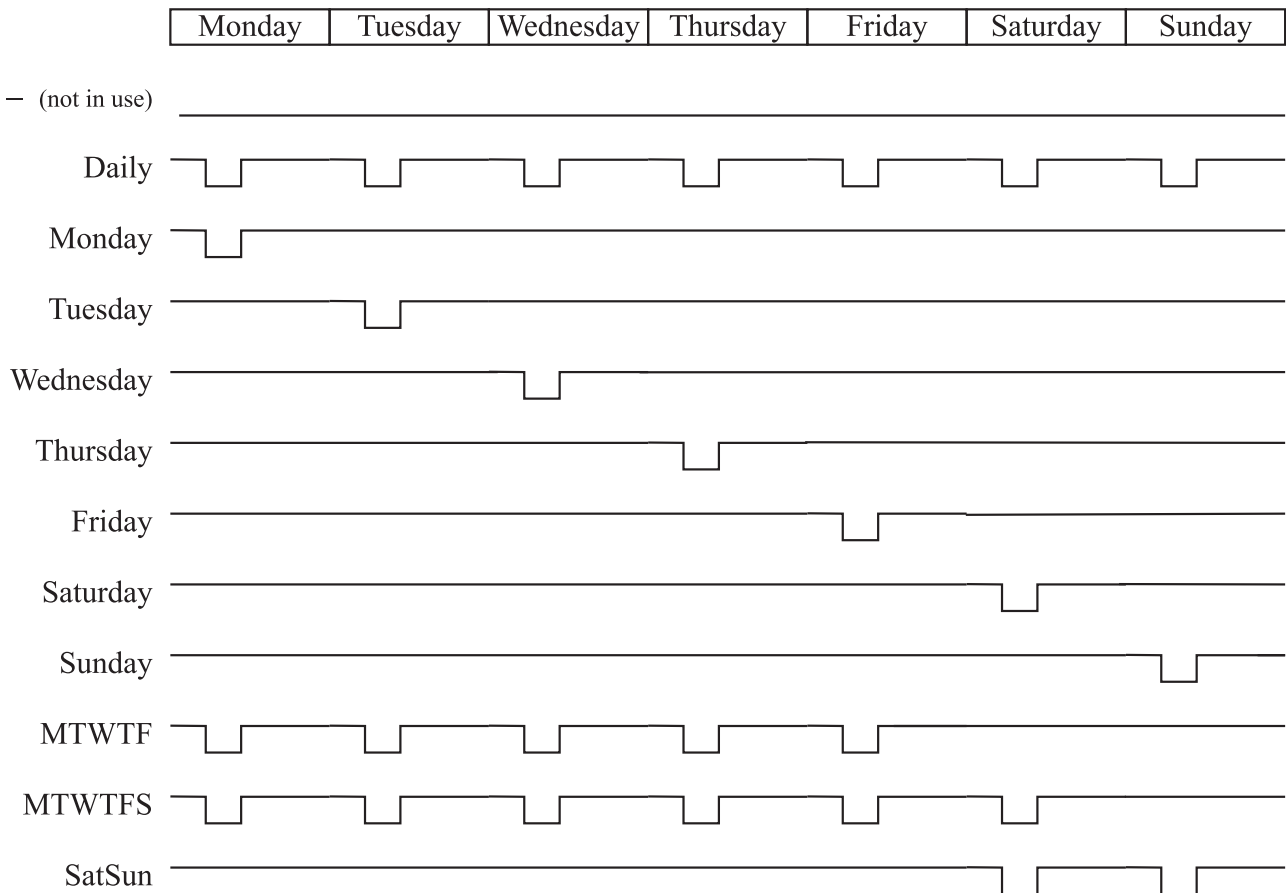 Monday Tuesday Wednesday Thursday Friday Saturday Sunday
– (not in use)
Daily
Monday
Tuesday
Wednesday
Thursday
Friday
Saturday
Sunday
MTWTF
MTWTFS
SatSun